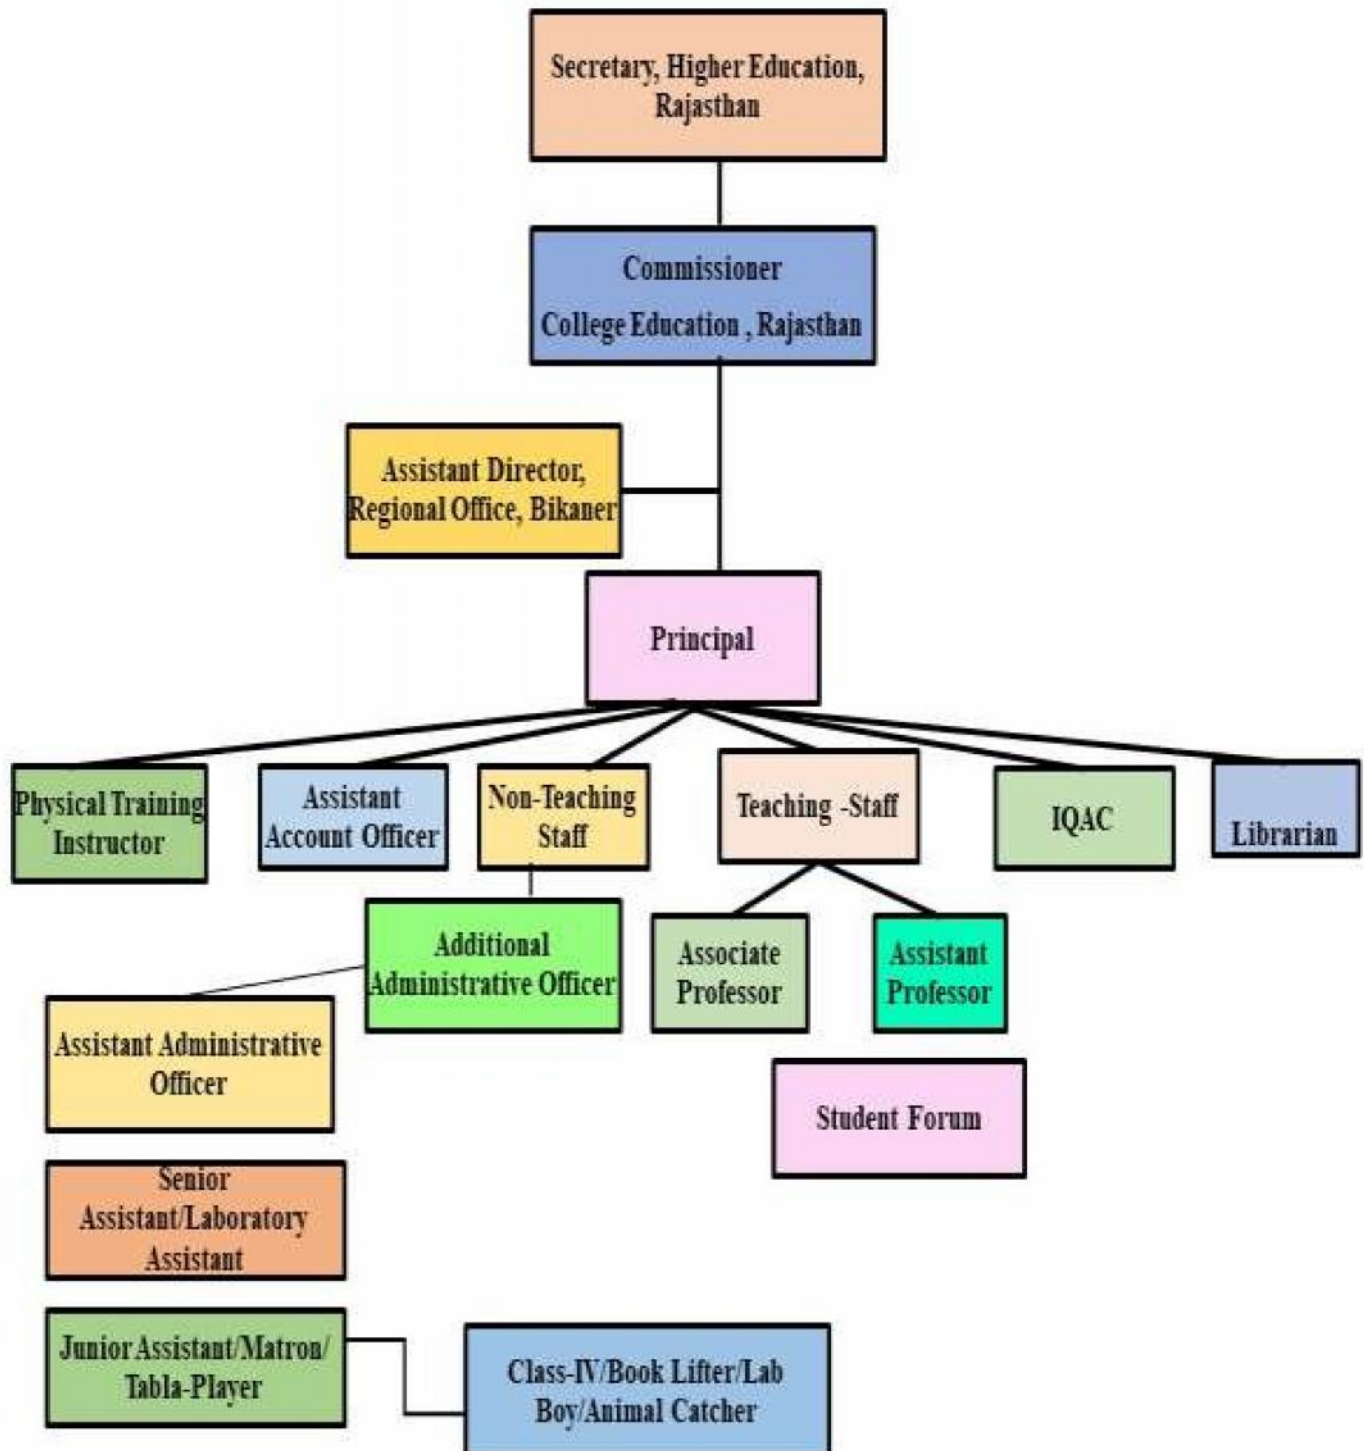 Secretary, Higher Education,
Rajasthan
Commissioner
College Education , Rajasthan
Assistant Director,
Regional Office, Bikaner
Principal
Physical Training
Instructor
Assistant
Account Officer
Non-Teaching
Staff
Teaching -Staff
IQAC
Librarian
Additional
Administrative Officer
Associate
Professor
Assistant
Professor
Assistant Administrative
Officer
Student Forum
Senior
Assistant/Laboratory
Assistant
Junior Assistant/Matron/
Tabla-Player
Class-IV/Book Lifter/Lab
Boy/Animal Catcher